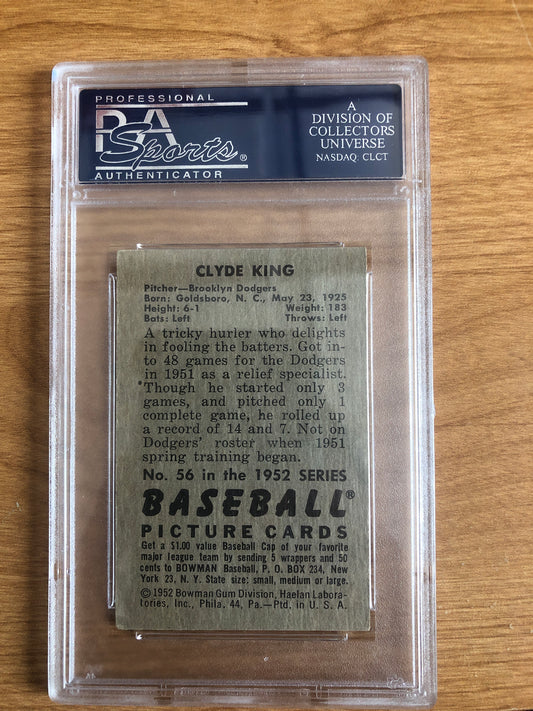 PROFESSIONAL
PSA
Sports®
AUTHENTICATOR
A
DIVISION OF
COLLECTORS
UNIVERSE
NASDAQ: CLCT
CLYDE KING
Pitcher—Brooklyn Dodgers
Born: Goldsboro, N. C., May 23, 1925
Height: 6-1 Weight: 183
Bats: Left Throws: Left
A tricky hurler who delights
in fooling the batters. Got in-
to 48 games for the Dodgers
in 1951 as a relief specialist.
Though he started only 3
games, and pitched only 1
complete game, he rolled up
a record of 14 and 7. Not on
Dodgers' roster when 1951
spring training began.
No. 56 in the 1952 SERIES
BASEBALL®
PICTURE CARDS
Get a $1.00 value Baseball Cap of your favorite
major league team by sending 5 wrappers and 50
cents to BOWMAN BASEBALL, P. O. BOX 234, New
York 23, N. Y. State size: small, medium or large.
©1952 Bowman Gum Division, Haelan Labora-
tories, Inc., Phila. 44, Pa.—Ptd. in U. S. A.